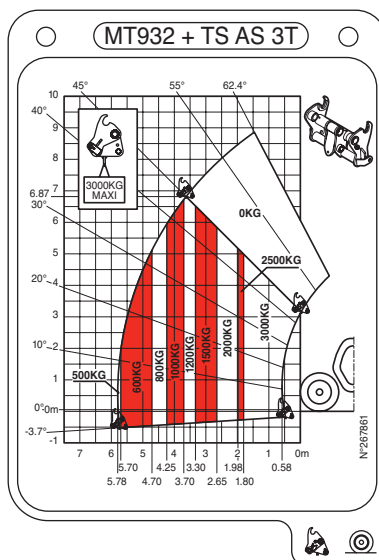 MT932 + TS AS 3T
45°
55°
62.4°
10
40°
9
8
3000KG
MAXI
7
6.87
30°
6
0KG
5
2500KG
20°
4
3
10°
2
500KG
600KG
800KG
1000KG
1200KG
1500KG
2000KG
3000KG
1
0°
0m
-3.7°
-1
7
6
5
4
3
2
1
0m
5.70
4.25
3.30
1.98
0.58
5.78
4.70
3.70
2.65
1.80
N°267861